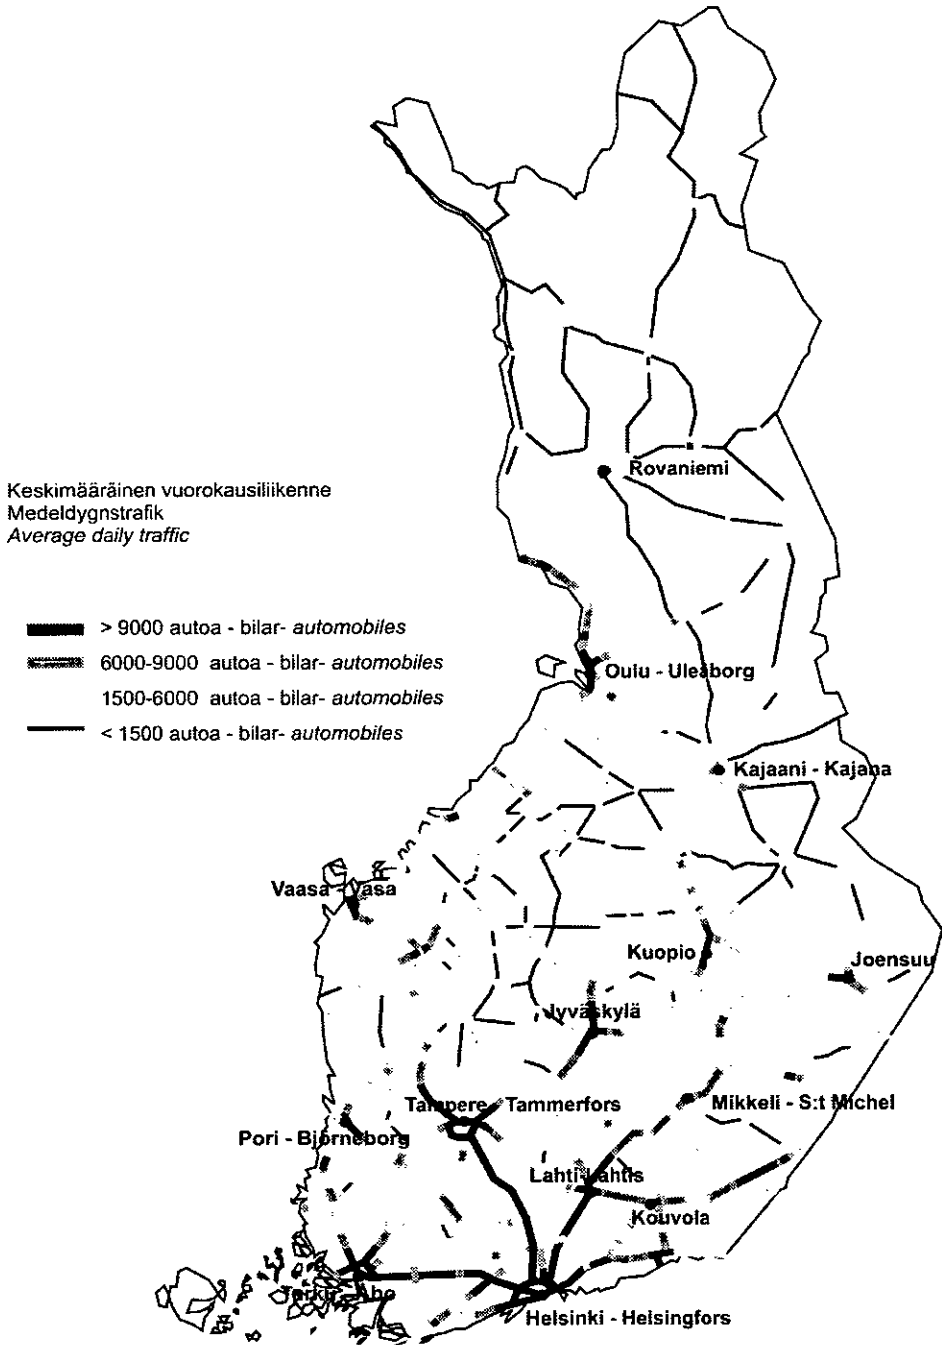 Keskimääräinen vuorokausiliikenne
Medeldygnstrafik
Average daily traffic
> 9000 autoa - bilar- automobiles
6000-9000 autoa - bilar- automobiles
1500-6000 autoa - bilar- automobiles
< 1500 autoa - bilar- automobiles
Rovaniemi
Oulu - Uleåborg
Kajaani - Kajana
Vaasa - Vasa
Kuopio
Joensuu
Jyväskylä
Mikkeli - S:t Michel
Tampere - Tammerfors
Pori - Björneborg
Lahti-Lahtis
Kouvola
Turku - Åbo
Helsinki - Helsingfors